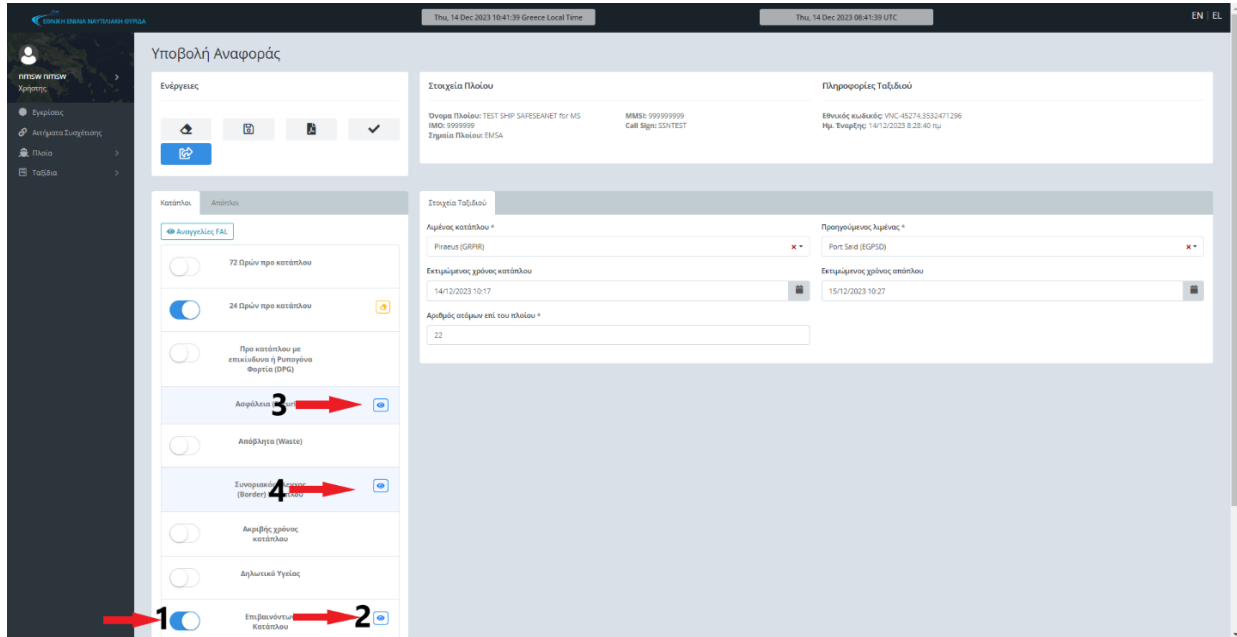 ΕΘΝΙΚΗ ΕΝΙΑΙΑ ΝΑΥΤΙΛΙΑΚΗ ΘΥΡΙΔΑ
Thu, 14 Dec 2023 10:41:39 Greece Local Time
Thu, 14 Dec 2023 08:41:39 UTC
EN | EL
nmsw nmsw
Χρήστης
Εγκρίσεις
Αιτήματα Συσχέτισης
Πλοίο
Ταξίδια
Υποβολή Αναφοράς
Ενέργειες
Στοιχεία Πλοίου
Όνομα Πλοίου: TEST SHIP SAFESEANET for MS
IMO: 9999999
Σημαία Πλοίου: EMSA
MMSI: 999999999
Call Sign: SSNTEST
Πληροφορίες Ταξιδιού
Εθνικός κωδικός: VNC-45274.3532471296
Ημ. Έναρξης: 14/12/2023 8:28:40 πμ
Κατάπλοι
Απόπλοι
Αναγγελίες FAL
72 Ωρών προ κατάπλου
24 Ωρών προ κατάπλου
Προ κατάπλου με
επικίνδυνα ή Ρυπογόνα
Φορτία (DPG)
Ασφάλεια
3
Απόβλητα (Waste)
Συνοριακός
(Border)
4
Ακριβής χρόνος
κατάπλου
Δηλωτικό Υγείας
1
Κατάπλου
2
Στοιχεία Ταξιδιού
Λιμένας κατάπλου *
Piraeus (GRPIR)
Προηγούμενος λιμένας *
Port Said (EGPSD)
Εκτιμώμενος χρόνος κατάπλου
14/12/2023 10:17
Εκτιμώμενος χρόνος απόπλου
15/12/2023 10:27
Αριθμός ατόμων επί του πλοίου *
22